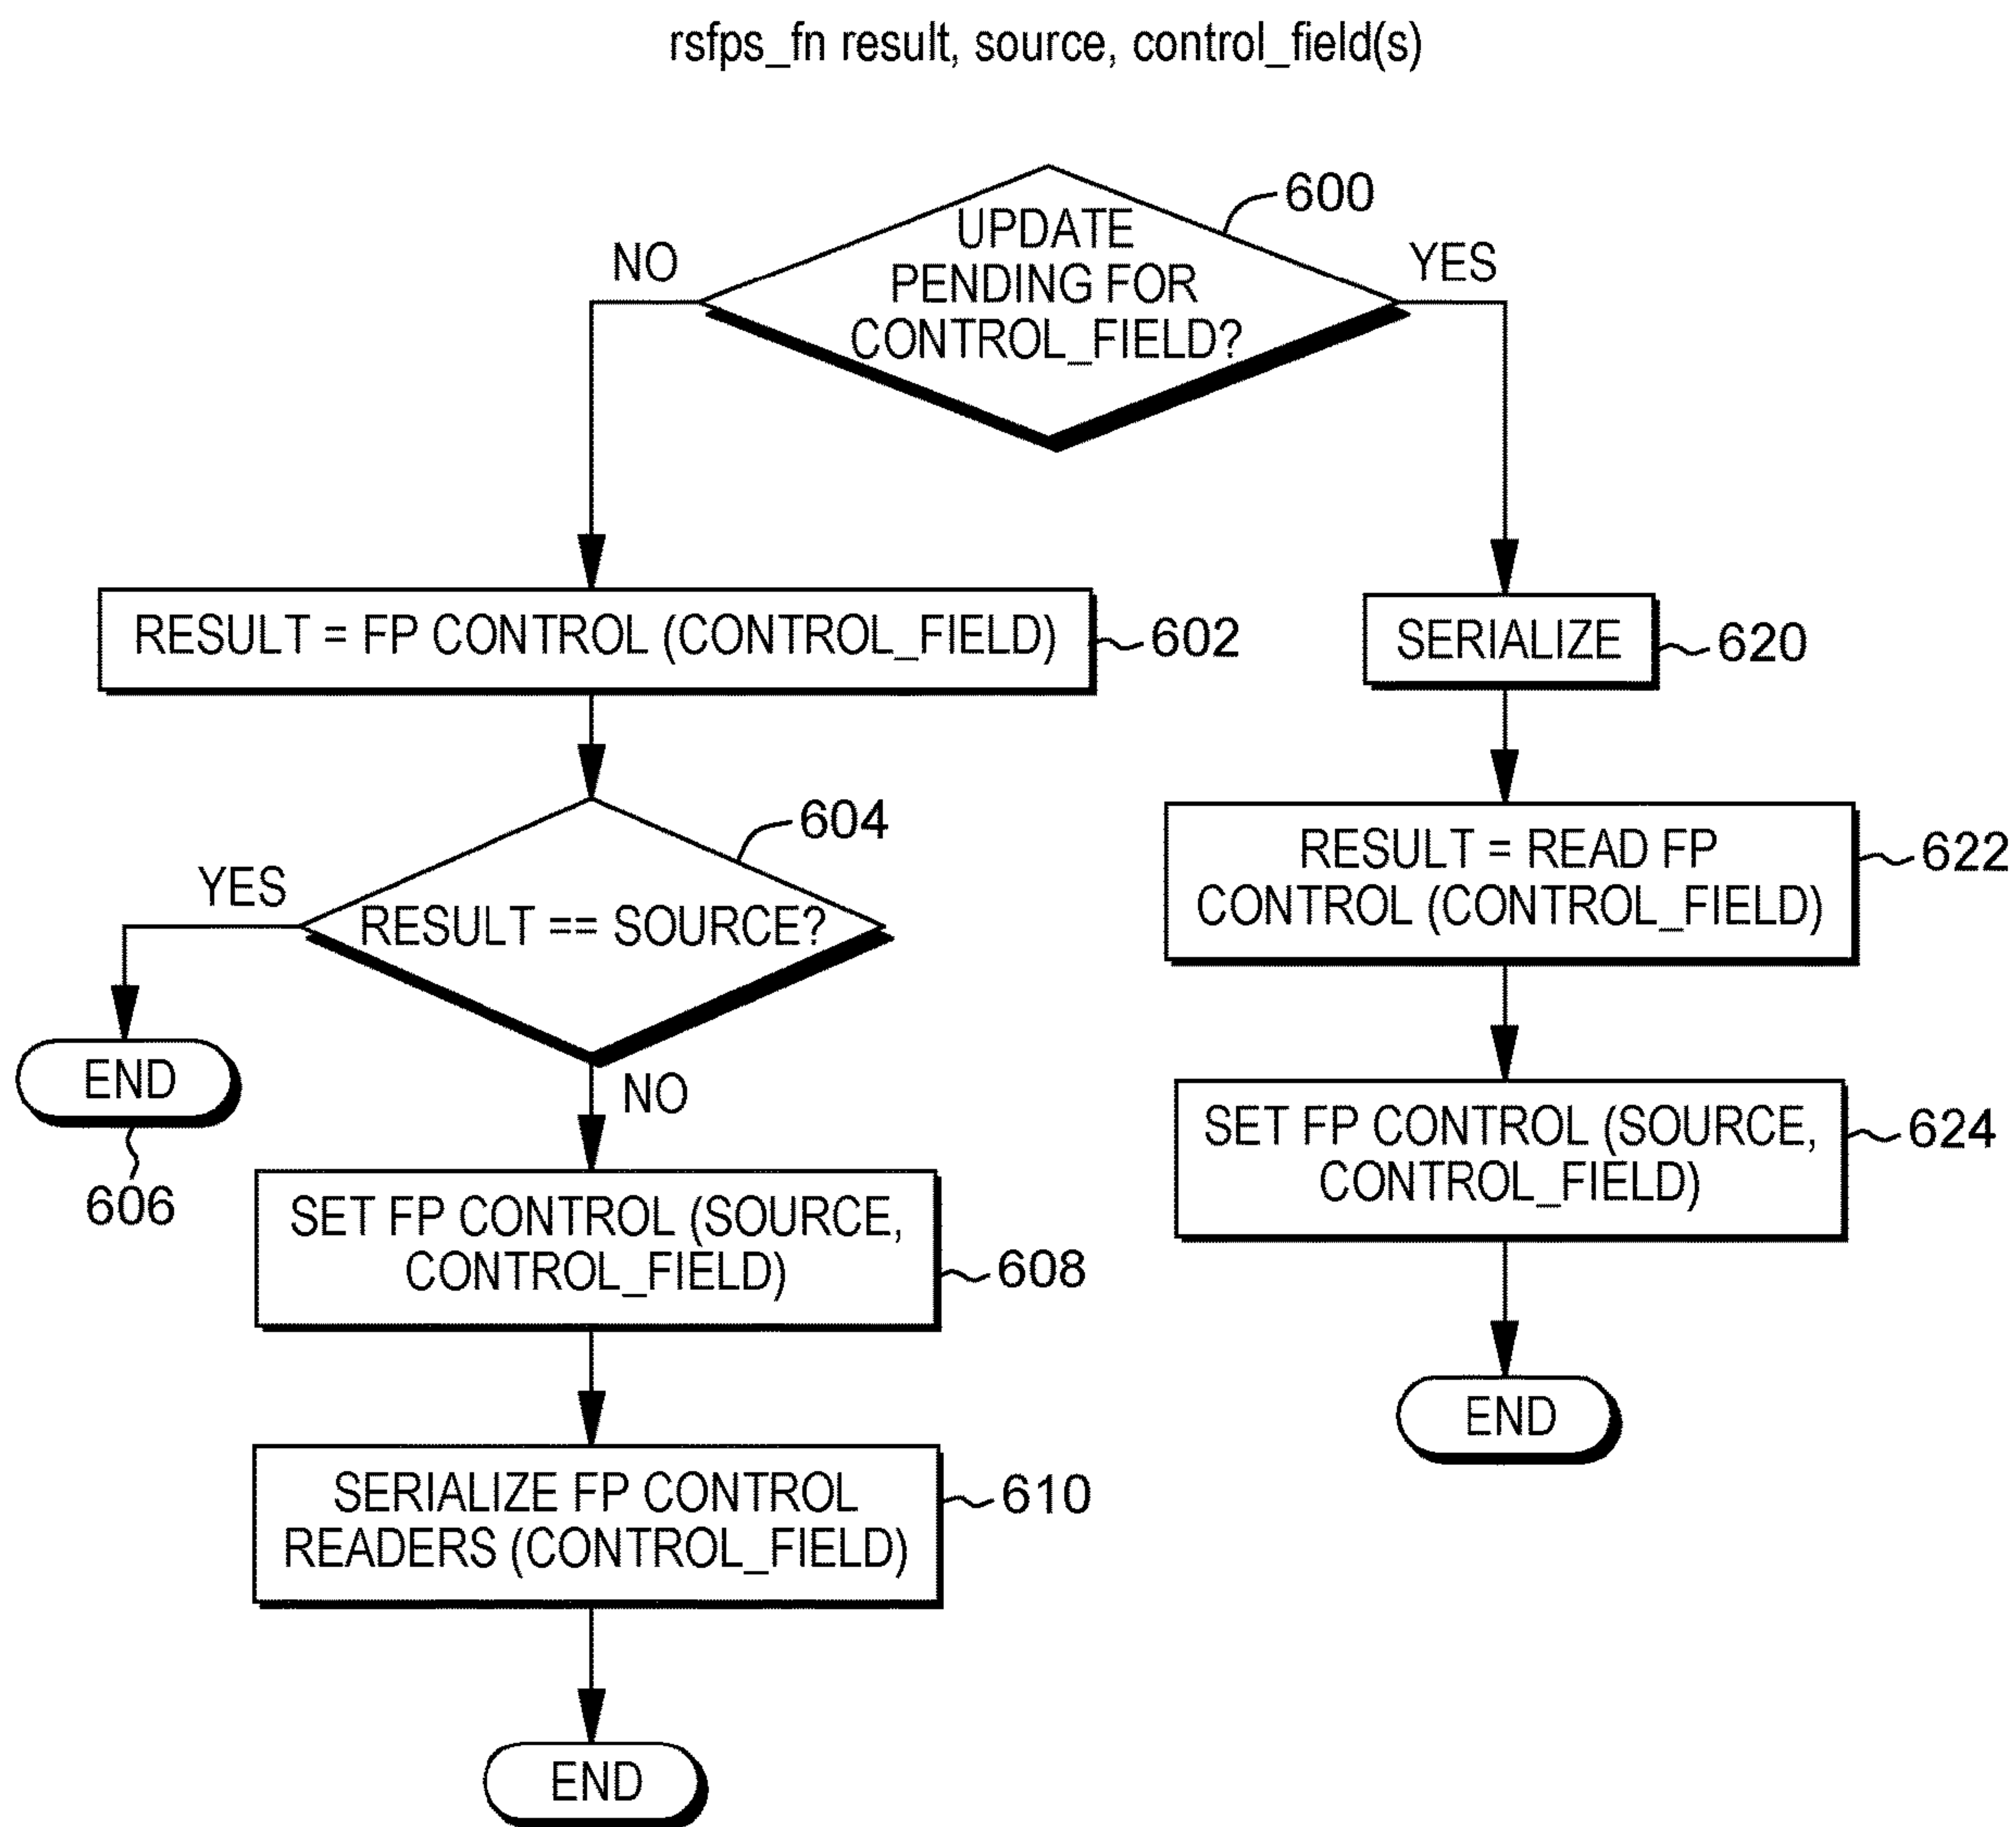 rsfps_fn result, source, control_field(s)
600
UPDATE
PENDING FOR
CONTROL_FIELD?
NO
YES
RESULT = FP CONTROL (CONTROL_FIELD)
602
SERIALIZE
620
604
RESULT == SOURCE?
YES
NO
END
606
RESULT = READ FP
CONTROL (CONTROL_FIELD)
622
SET FP CONTROL (SOURCE,
CONTROL_FIELD)
608
SET FP CONTROL (SOURCE,
CONTROL_FIELD)
624
SERIALIZE FP CONTROL
READERS (CONTROL_FIELD)
610
END
END